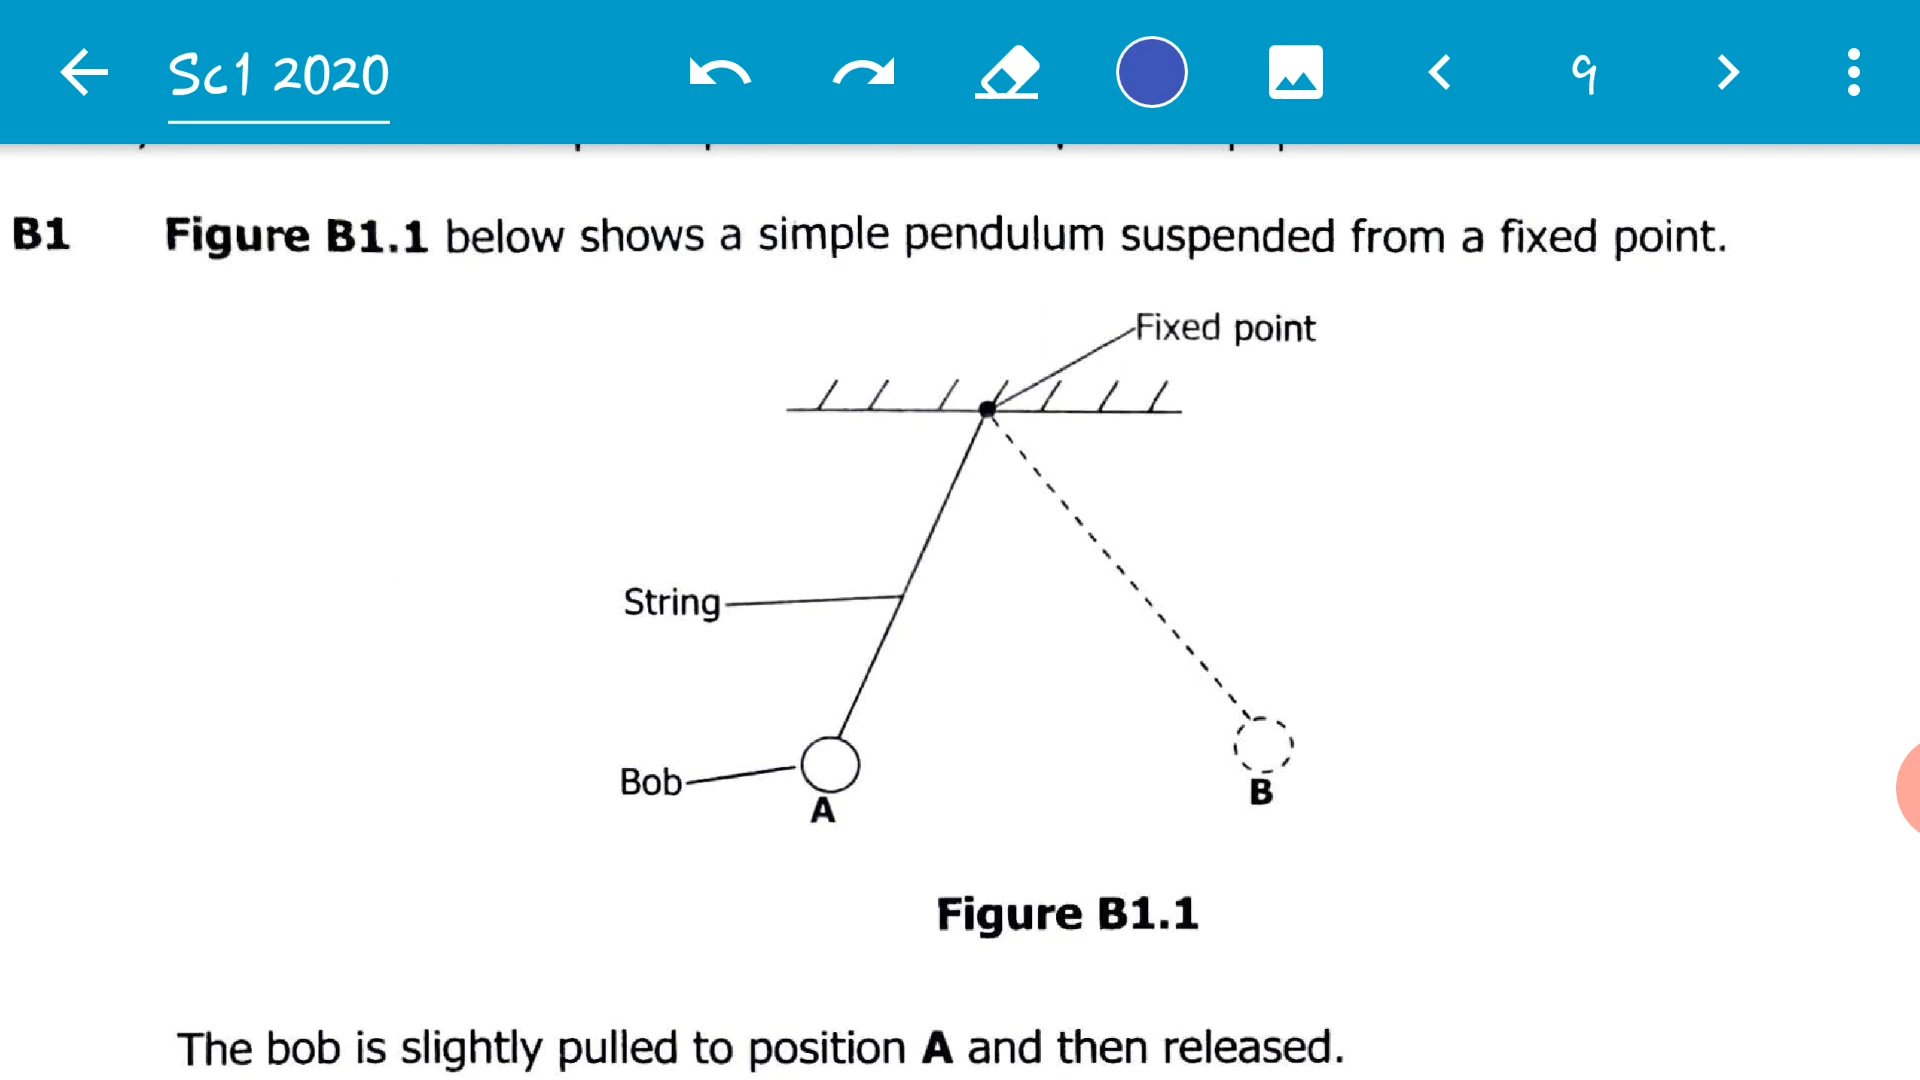 Sc1 2020
9
B1 Figure B1.1 below shows a simple pendulum suspended from a fixed point.
Fixed point
String
Bob
A
B
Figure B1.1
The bob is slightly pulled to position A and then released.